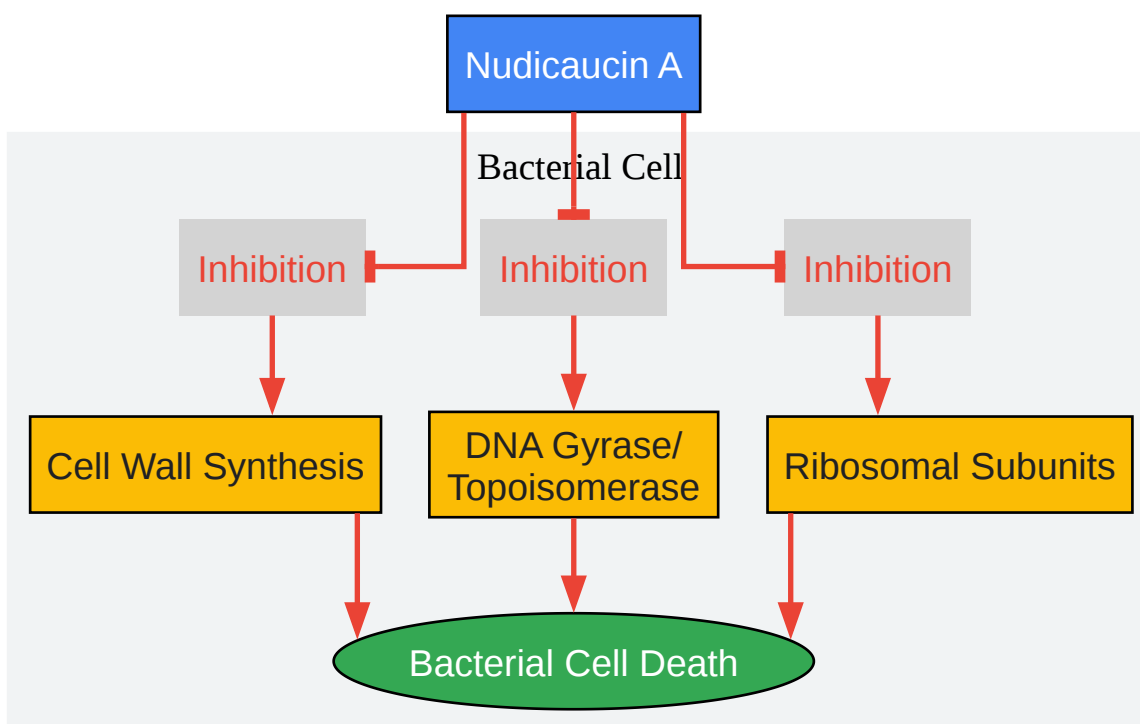 Nudicaucin A
Bacterial Cell
Inhibition
Inhibition
Inhibition
Cell Wall Synthesis
DNA Gyrase/
Topoisomerase
Ribosomal Subunits
Bacterial Cell Death